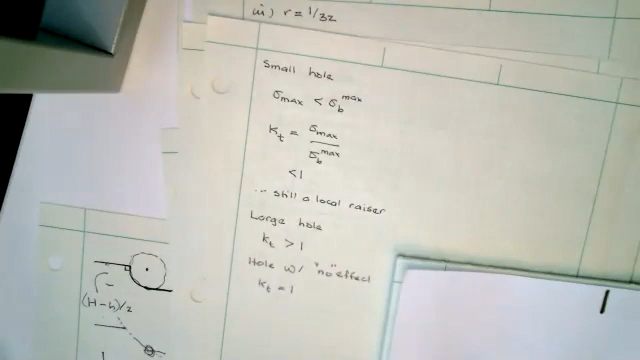 iii) r = 1/32
Small hole
σmax < σb^max
Kt = σmax / σb^max
< 1
... still a local raiser
Large hole
kt > 1
Hole w/ "no effect"
kt = 1
(H-h)/2